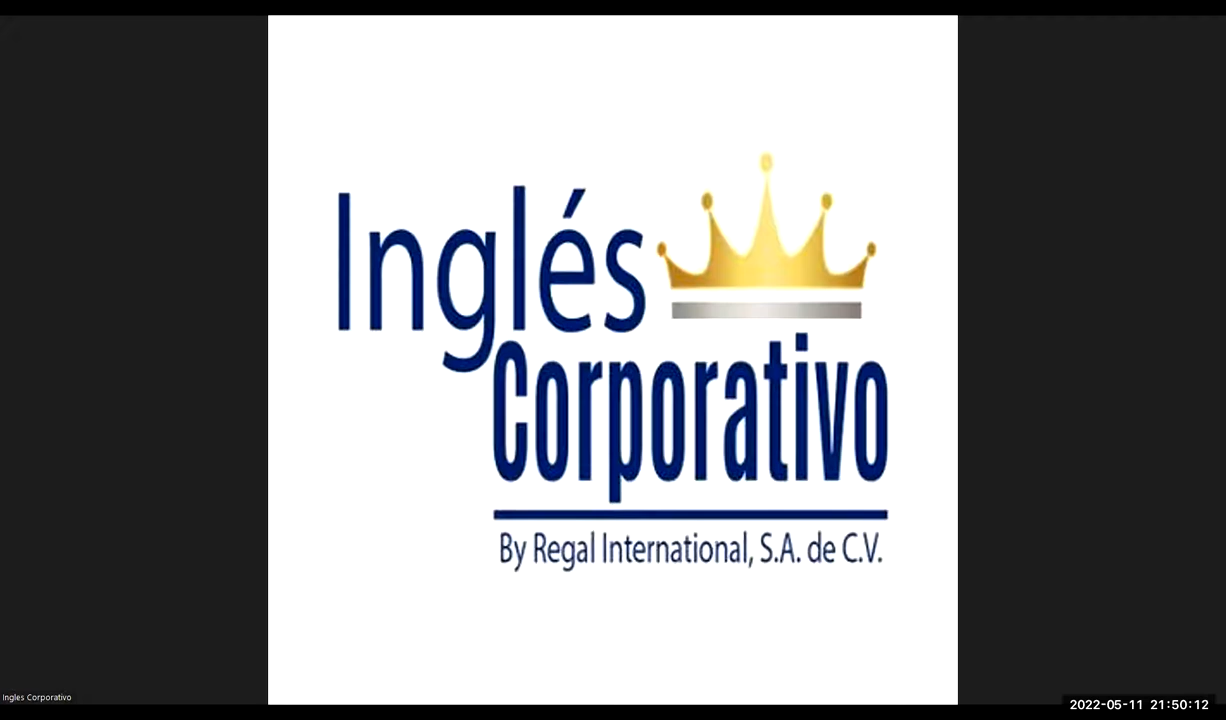 Inglés
Corporativo
By Regal International, S.A. de C.V.
Ingles Corporativo
2022-05-11 21:50:12